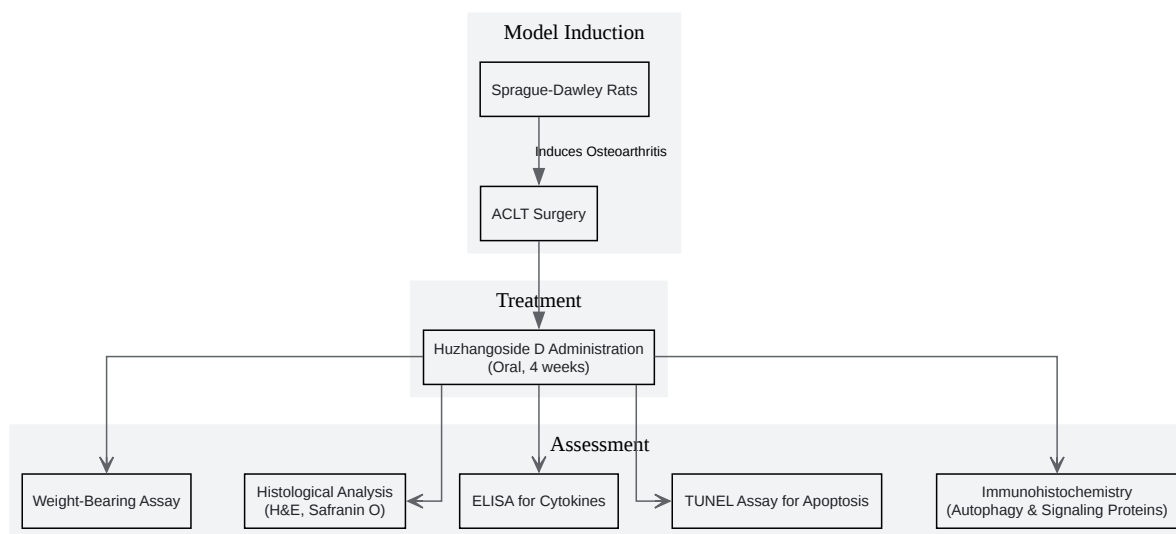 Model Induction
Sprague-Dawley Rats
Induces Osteoarthritis
ACLT Surgery
Treatment
Huzhangoside D Administration
(Oral, 4 weeks)
Assessment
Weight-Bearing Assay
Histological Analysis
(H&E, Safranin O)
ELISA for Cytokines
TUNEL Assay for Apoptosis
Immunohistochemistry
(Autophagy & Signaling Proteins)